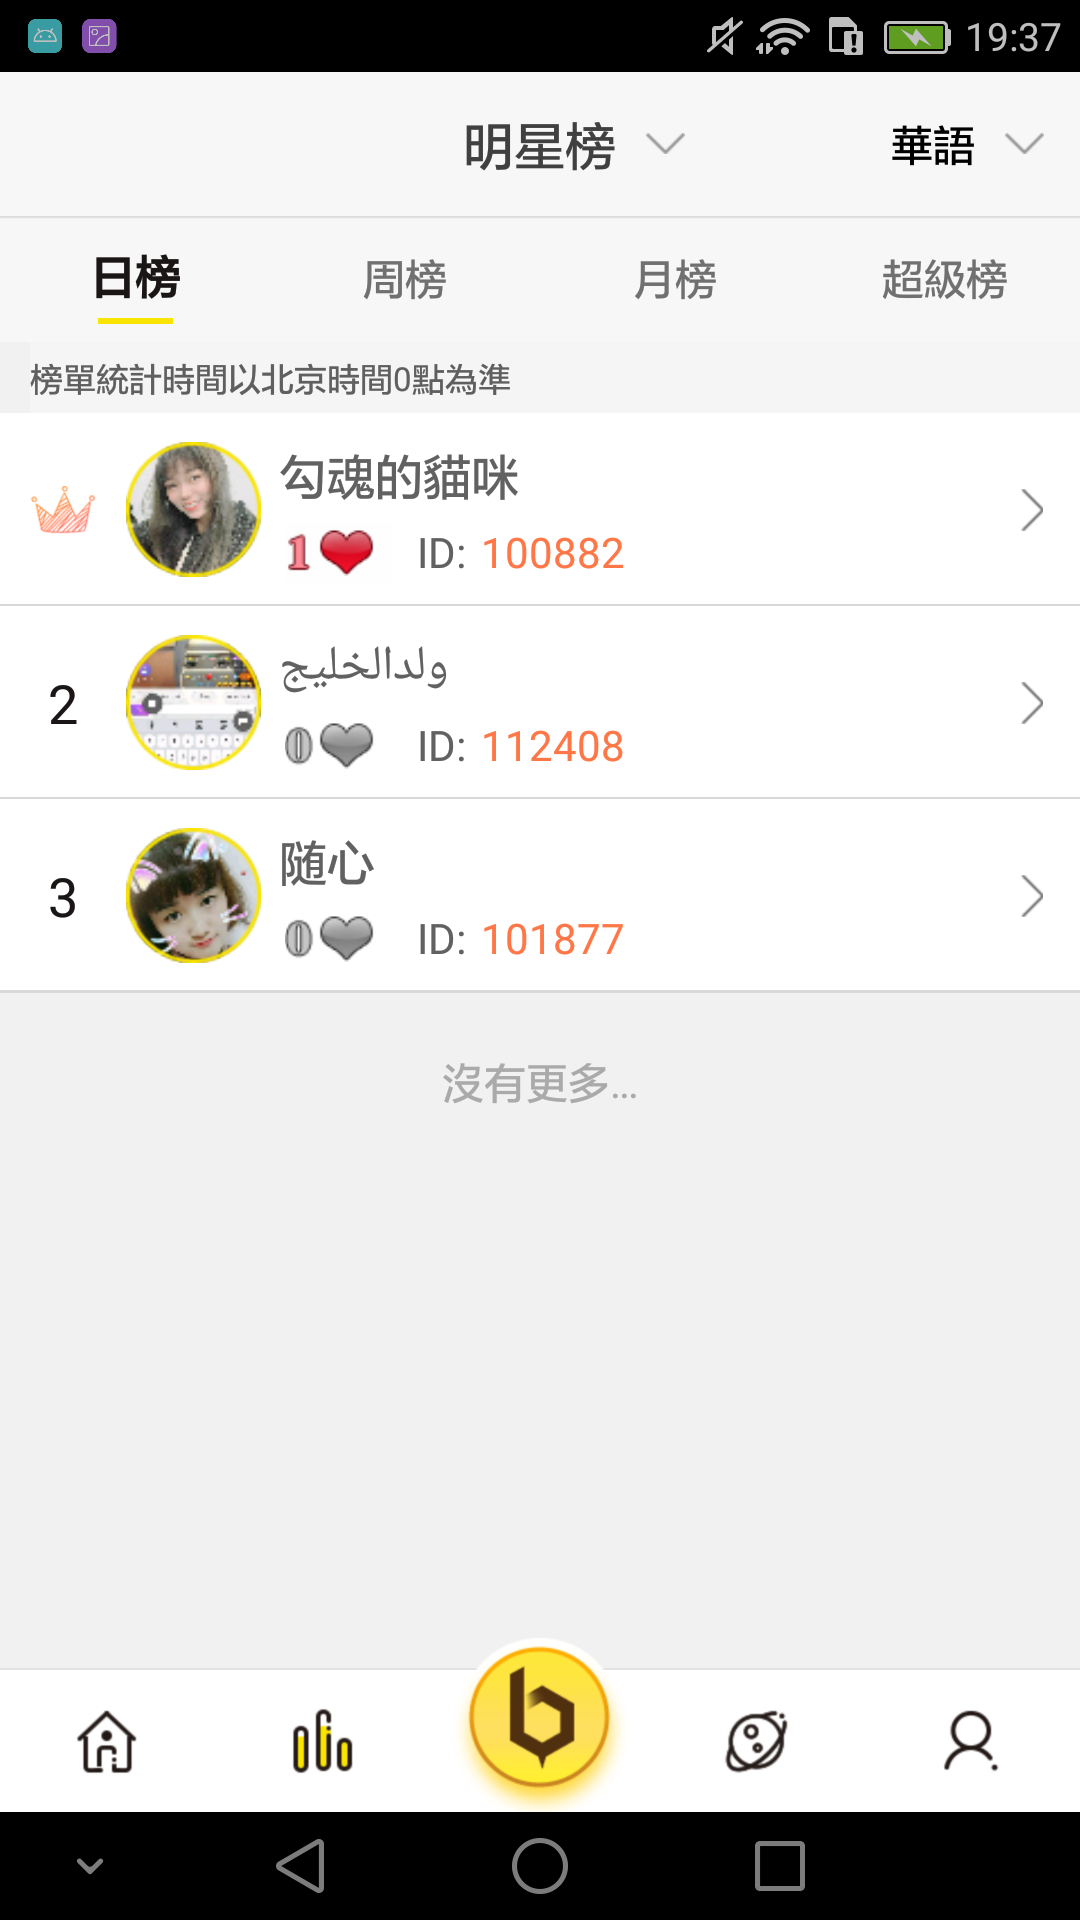 19:37
明星榜
華語
日榜 周榜 月榜 超級榜
榜單統計時間以北京時間0點為準
勾魂的貓咪
1 ID: 100882
2
ولدالخليج
0 ID: 112408
3
随心
0 ID: 101877
沒有更多...